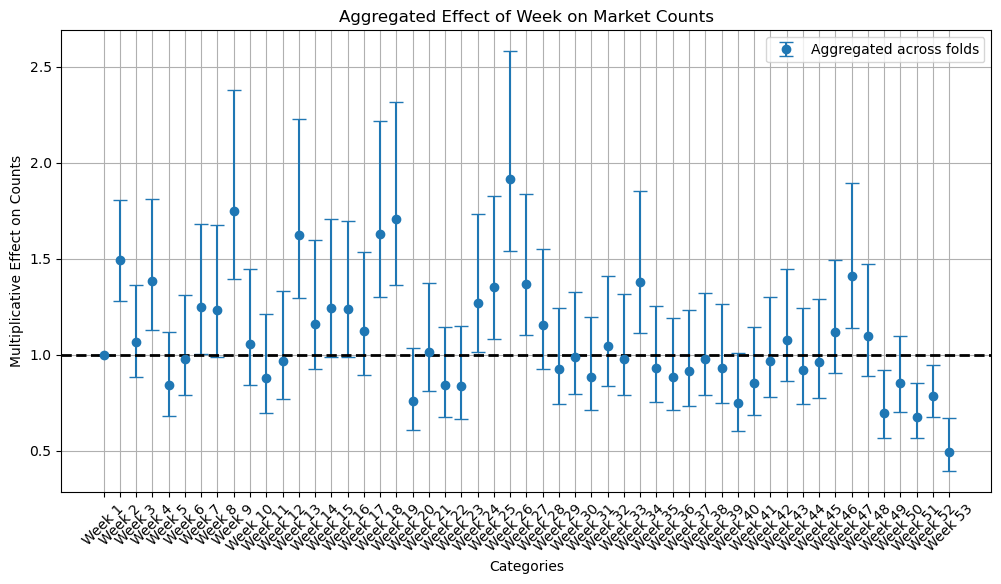 Aggregated Effect of Week on Market Counts
Aggregated across folds
Multiplicative Effect on Counts
2.5
2.0
1.5
1.0
0.5
Week 1
Week 2
Week 3
Week 4
Week 5
Week 6
Week 7
Week 8
Week 9
Week 10
Week 11
Week 12
Week 13
Week 14
Week 15
Week 16
Week 17
Week 18
Week 19
Week 20
Week 21
Week 22
Week 23
Week 24
Week 25
Week 26
Week 27
Week 28
Week 29
Week 30
Week 31
Week 32
Week 33
Week 34
Week 35
Week 36
Week 37
Week 38
Week 39
Week 40
Week 41
Week 42
Week 43
Week 44
Week 45
Week 46
Week 47
Week 48
Week 49
Week 50
Week 51
Week 52
Week 53
Categories